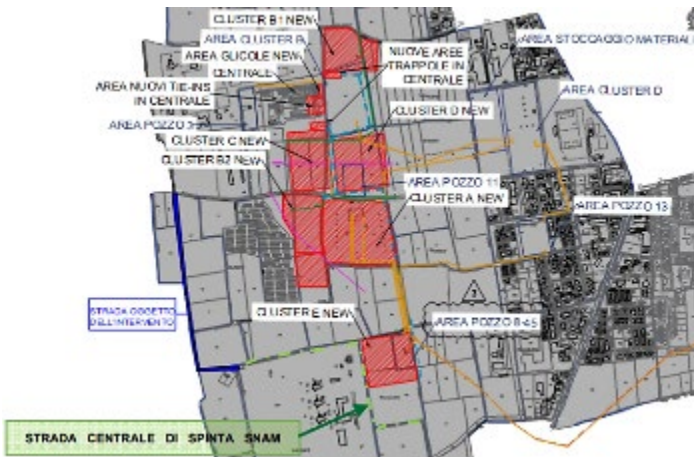 CLUSTER B1 NEW
AREA CLUSTER B
AREA GLICOLE NEW
CENTRALE
AREA NUOVI TIE-INS
IN CENTRALE
AREA POZZO
CLUSTER C NEW
CLUSTER B2 NEW
NUOVE AREE
TRAPPOLE IN
CENTRALE
CLUSTER D NEW
AREA STOCCAGGIO MATERIALI
AREA CLUSTER D
AREA POZZO 11
CLUSTER A NEW
AREA POZZO 13
STRADA OGGETTO
DELL'INTERVENTO
CLUSTER E NEW
AREA POZZO 8-45
STRADA CENTRALE DI SPINTA SNAM